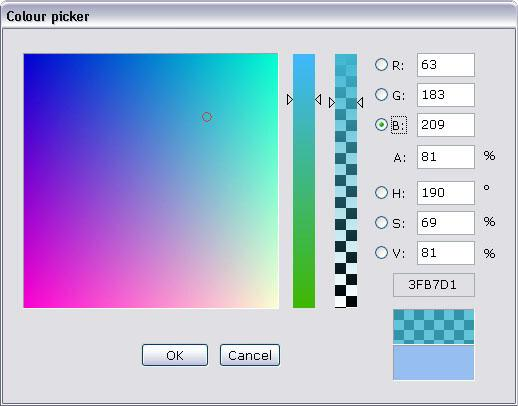 Colour picker
R: 63
G: 183
B: 209
A: 81 %
H: 190 °
S: 69 %
V: 81 %
3FB7D1
OK Cancel